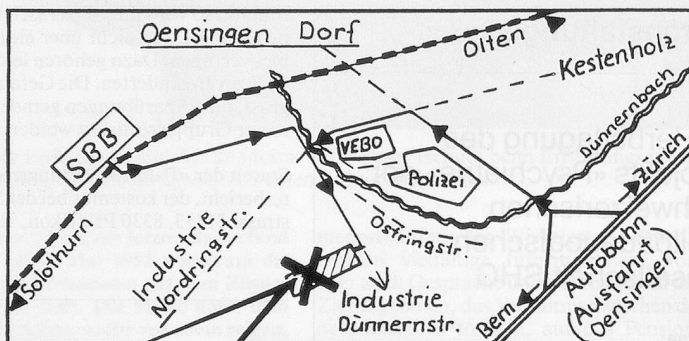 Oensingen Dorf
Olten
Kestenholz
Dünnernbach
SBB
VEBO
Polizei
Zürich
Solothurn
Industrie
Nordringstr.
Ostringstr.
Autobahn
(Ausfahrt
Oensingen)
Industrie
Dünnernstr.
Bern